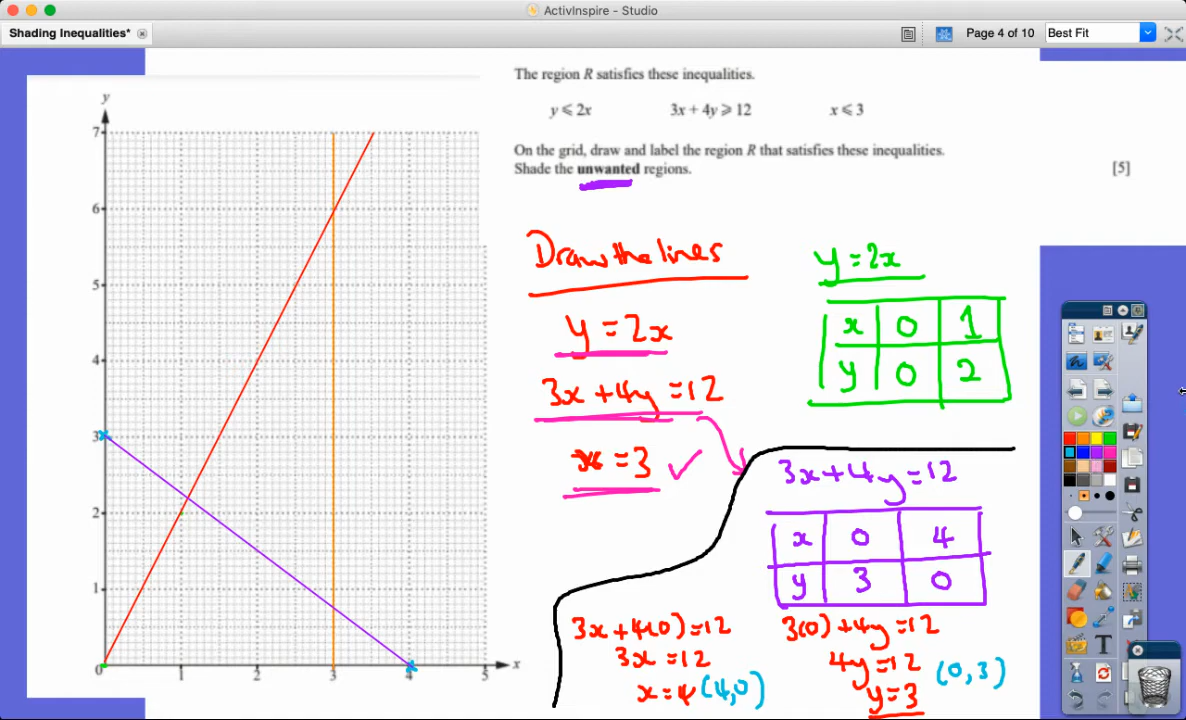 ActivInspire - Studio
Shading Inequalities*
Page 4 of 10
Best Fit
The region R satisfies these inequalities.
y ⩽ 2x 3x + 4y ⩾ 12 x ⩽ 3
On the grid, draw and label the region R that satisfies these inequalities.
Shade the unwanted regions. [5]
y
7
6
5
4
3
2
1
0 1 2 3 4 5 x
Draw the lines
y = 2x
3x + 4y = 12
x = 3 ✓
y = 2x
x 0 1
y 0 2
3x + 4y = 12
x 0 4
y 3 0
3x + 4(0) = 12
3x = 12
x = 4 (4,0)
3(0) + 4y = 12
4y = 12 (0,3)
y = 3
T